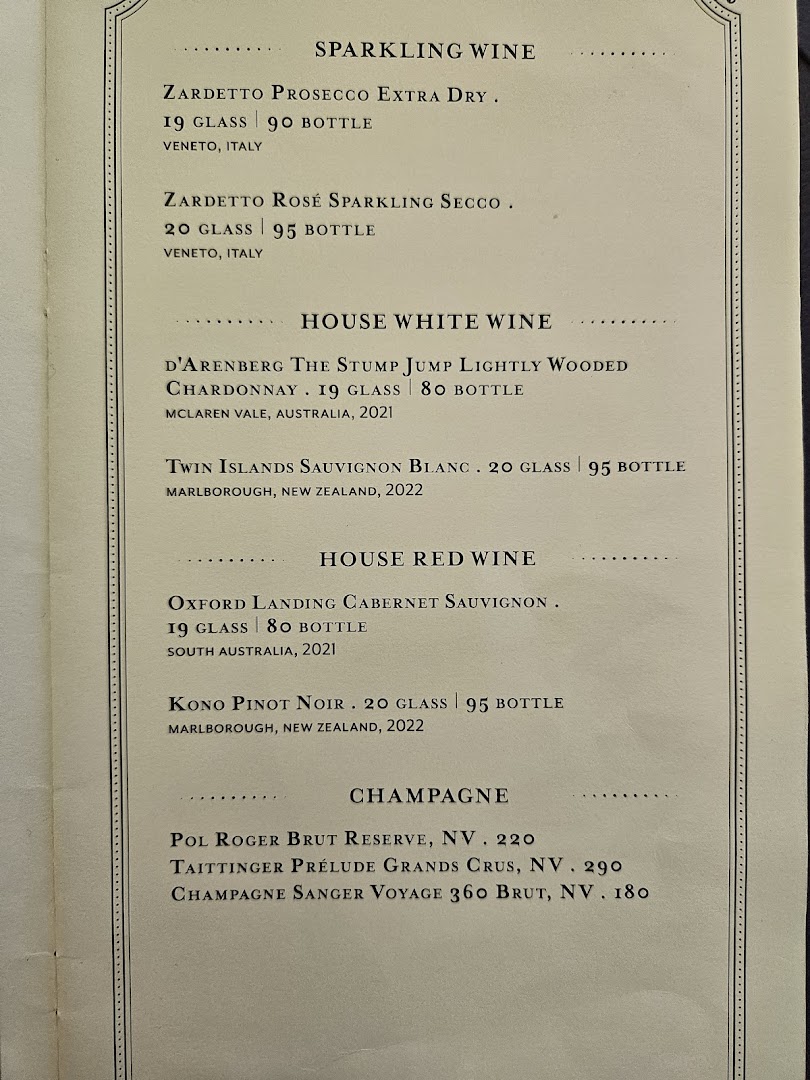 SPARKLING WINE
ZARDETTO PROSECCO EXTRA DRY .
19 GLASS | 90 BOTTLE
VENETO, ITALY
ZARDETTO ROSÉ SPARKLING SECCO .
20 GLASS | 95 BOTTLE
VENETO, ITALY
HOUSE WHITE WINE
D'ARENBERG THE STUMP JUMP LIGHTLY WOODED
CHARDONNAY . 19 GLASS | 80 BOTTLE
MCLAREN VALE, AUSTRALIA, 2021
TWIN ISLANDS SAUVIGNON BLANC . 20 GLASS | 95 BOTTLE
MARLBOROUGH, NEW ZEALAND, 2022
HOUSE RED WINE
OXFORD LANDING CABERNET SAUVIGNON .
19 GLASS | 80 BOTTLE
SOUTH AUSTRALIA, 2021
KONO PINOT NOIR . 20 GLASS | 95 BOTTLE
MARLBOROUGH, NEW ZEALAND, 2022
CHAMPAGNE
POL ROGER BRUT RESERVE, NV . 220
TAITTINGER PRÉLUDE GRANDS CRUS, NV . 290
CHAMPAGNE SANGER VOYAGE 360 BRUT, NV . 180